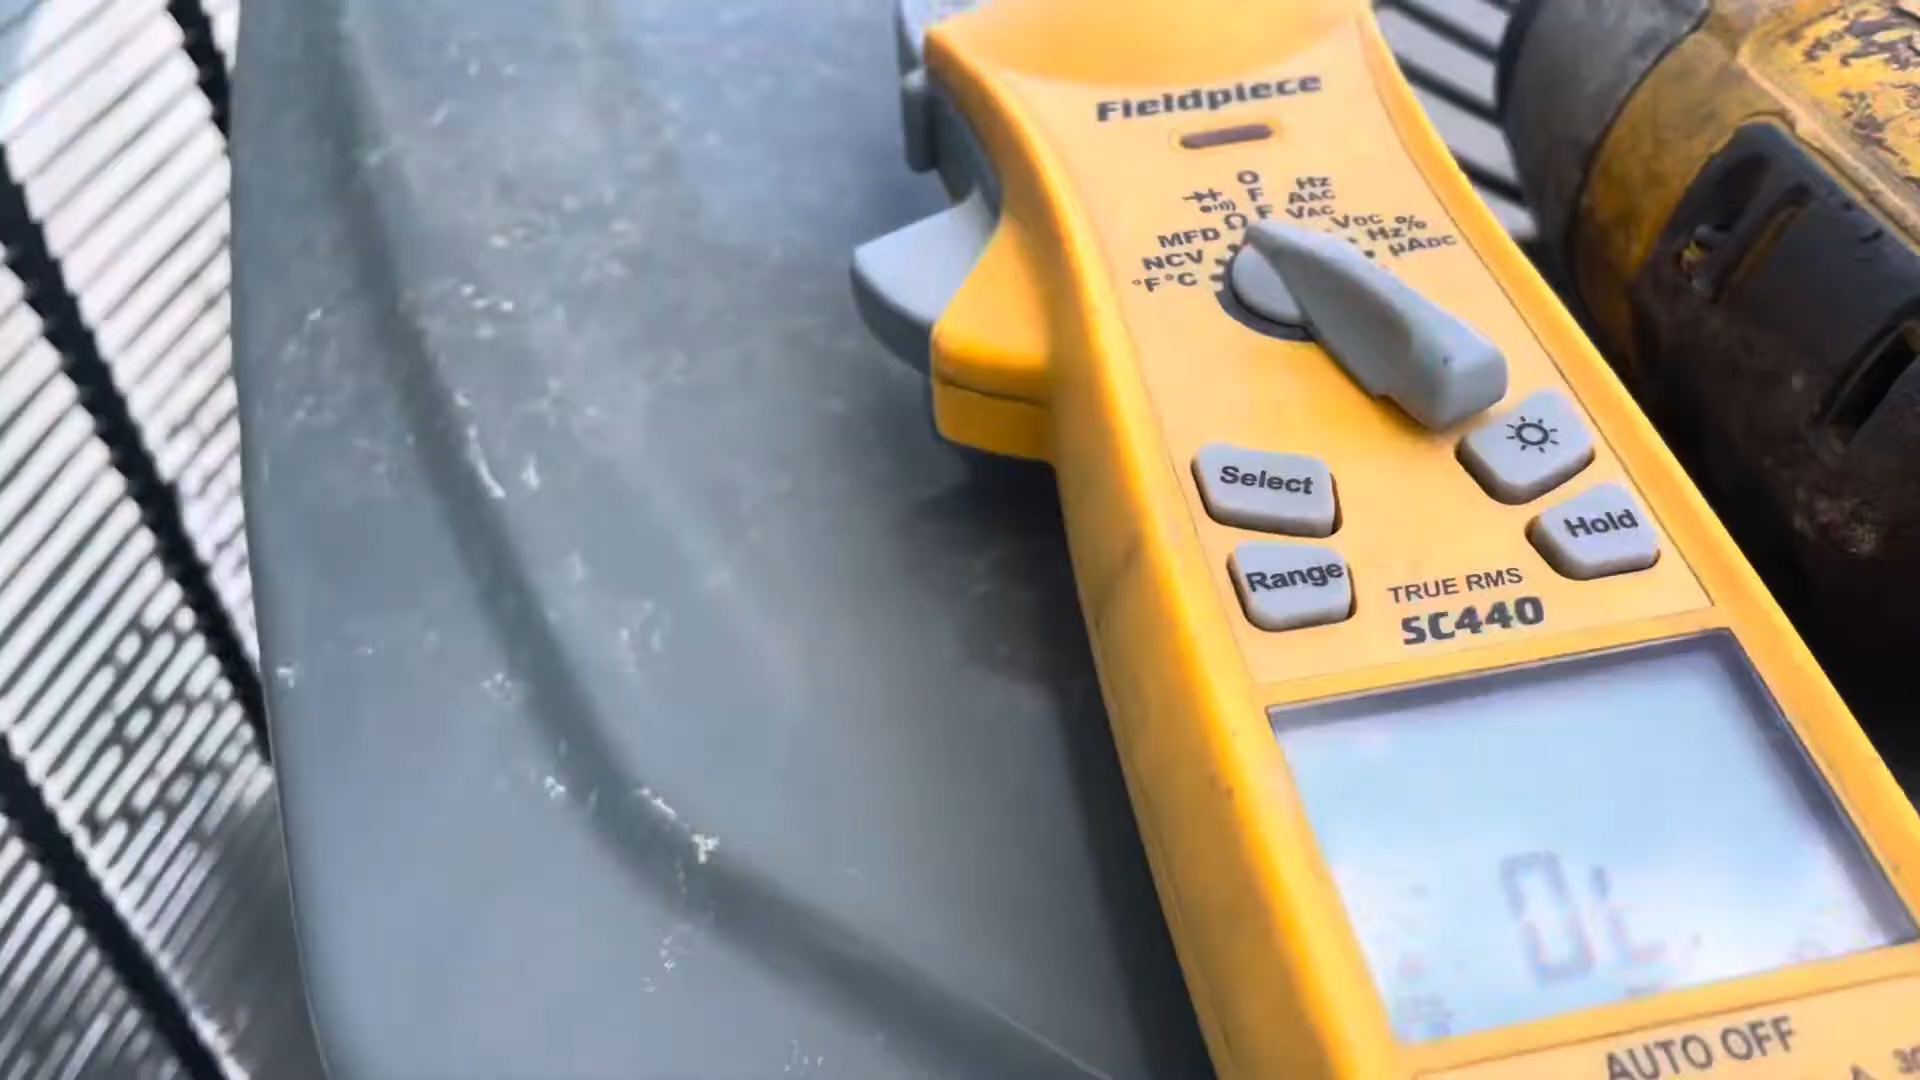 Fieldpiece
O
F Hz
AAC
Ω F VAC
MFD VDC %
NCV Hz%
°F°C µADC
Select
Hold
Range
TRUE RMS
SC440
OL
AUTO OFF